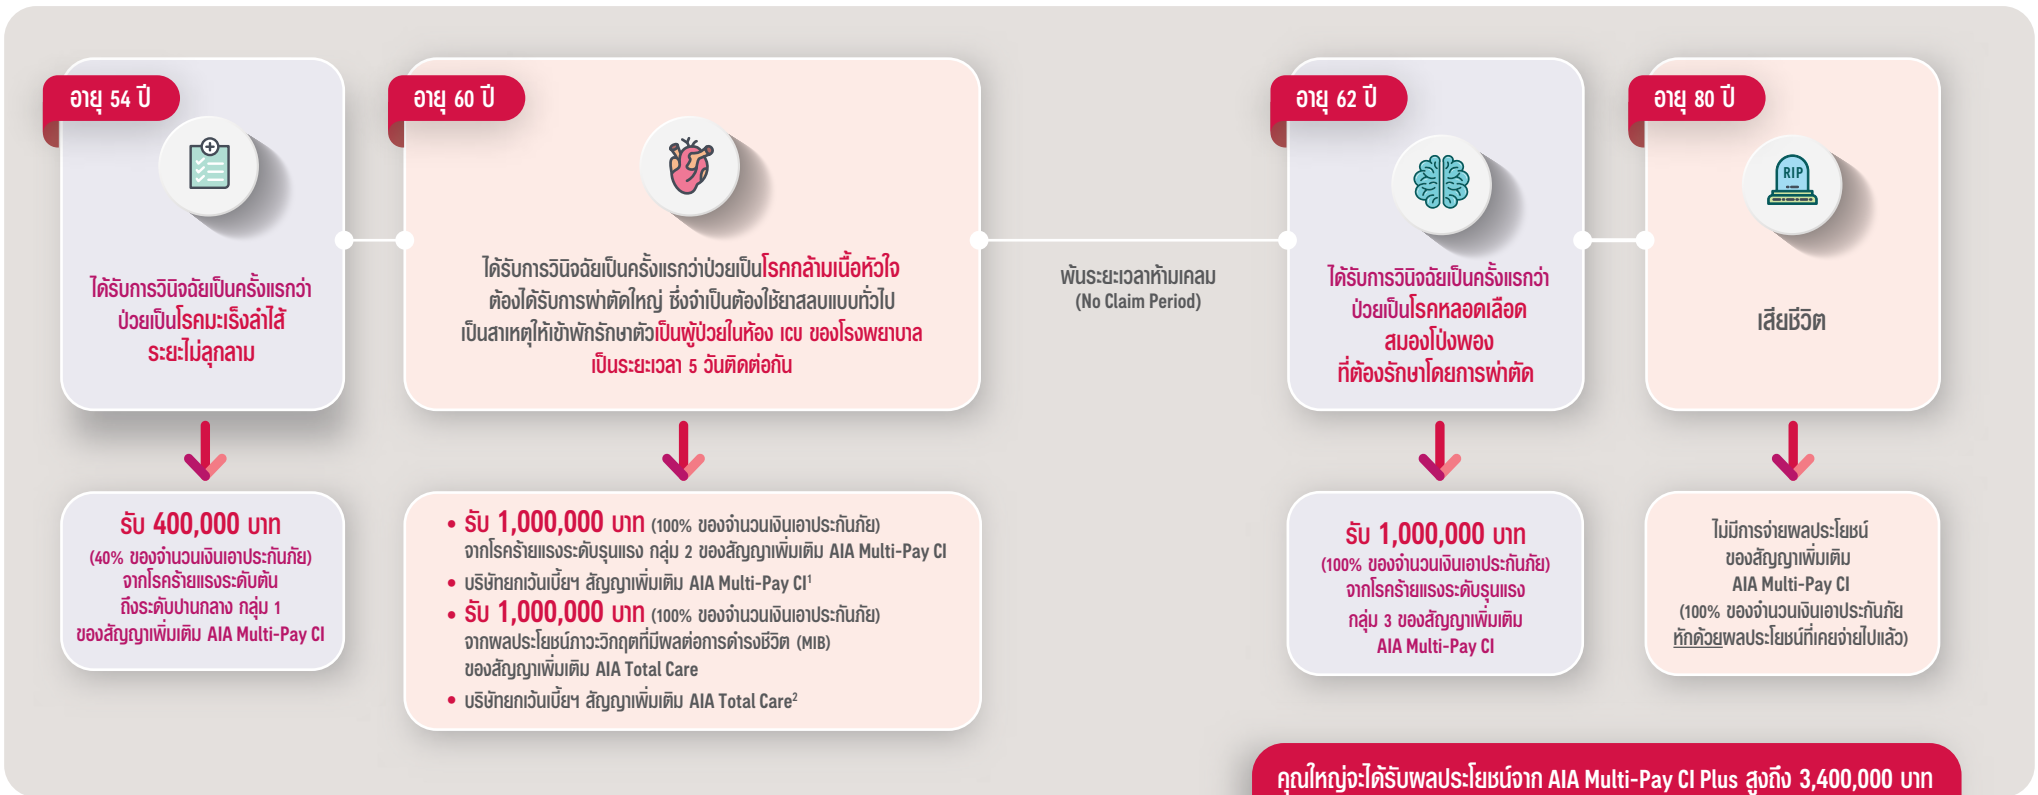 อายุ 54 ปี
ได้รับการวินิจฉัยเป็นครั้งแรกว่า
ป่วยเป็นโรคมะเร็งลำไส้
ระยะไม่ลุกลาม
รับ 400,000 บาท
(40% ของจำนวนเงินเอาประกันภัย)
จากโรคร้ายแรงระดับต้น
ถึงระดับปานกลาง กลุ่ม 1
ของสัญญาเพิ่มเติม AIA Multi-Pay CI
อายุ 60 ปี
ได้รับการวินิจฉัยเป็นครั้งแรกว่าป่วยเป็นโรคกล้ามเนื้อหัวใจ
ต้องได้รับการผ่าตัดใหญ่ ซึ่งจำเป็นต้องใช้ยาสลบแบบทั่วไป
เป็นสาเหตุให้เข้าพักรักษาตัวเป็นผู้ป่วยในห้อง ICU ของโรงพยาบาล
เป็นระยะเวลา 5 วันติดต่อกัน
• รับ 1,000,000 บาท (100% ของจำนวนเงินเอาประกันภัย)
จากโรคร้ายแรงระดับรุนแรง กลุ่ม 2 ของสัญญาเพิ่มเติม AIA Multi-Pay CI
• บริษัทยกเว้นเบี้ยฯ สัญญาเพิ่มเติม AIA Multi-Pay CI¹
• รับ 1,000,000 บาท (100% ของจำนวนเงินเอาประกันภัย)
จากผลประโยชน์ภาวะวิกฤตที่มีผลต่อการดำรงชีวิต (MIB)
ของสัญญาเพิ่มเติม AIA Total Care
• บริษัทยกเว้นเบี้ยฯ สัญญาเพิ่มเติม AIA Total Care²
พ้นระยะเวลาห้ามเคลม
(No Claim Period)
อายุ 62 ปี
ได้รับการวินิจฉัยเป็นครั้งแรกว่า
ป่วยเป็นโรคหลอดเลือด
สมองโป่งพอง
ที่ต้องรักษาโดยการผ่าตัด
รับ 1,000,000 บาท
(100% ของจำนวนเงินเอาประกันภัย)
จากโรคร้ายแรงระดับรุนแรง
กลุ่ม 3 ของสัญญาเพิ่มเติม
AIA Multi-Pay CI
อายุ 80 ปี
RIP
เสียชีวิต
ไม่มีการจ่ายผลประโยชน์
ของสัญญาเพิ่มเติม
AIA Multi-Pay CI
(100% ของจำนวนเงินเอาประกันภัย
หักด้วยผลประโยชน์ที่เคยจ่ายไปแล้ว)
คุณใหญ่จะได้รับผลประโยชน์จาก AIA Multi-Pay CI Plus สูงถึง 3,400,000 บาท